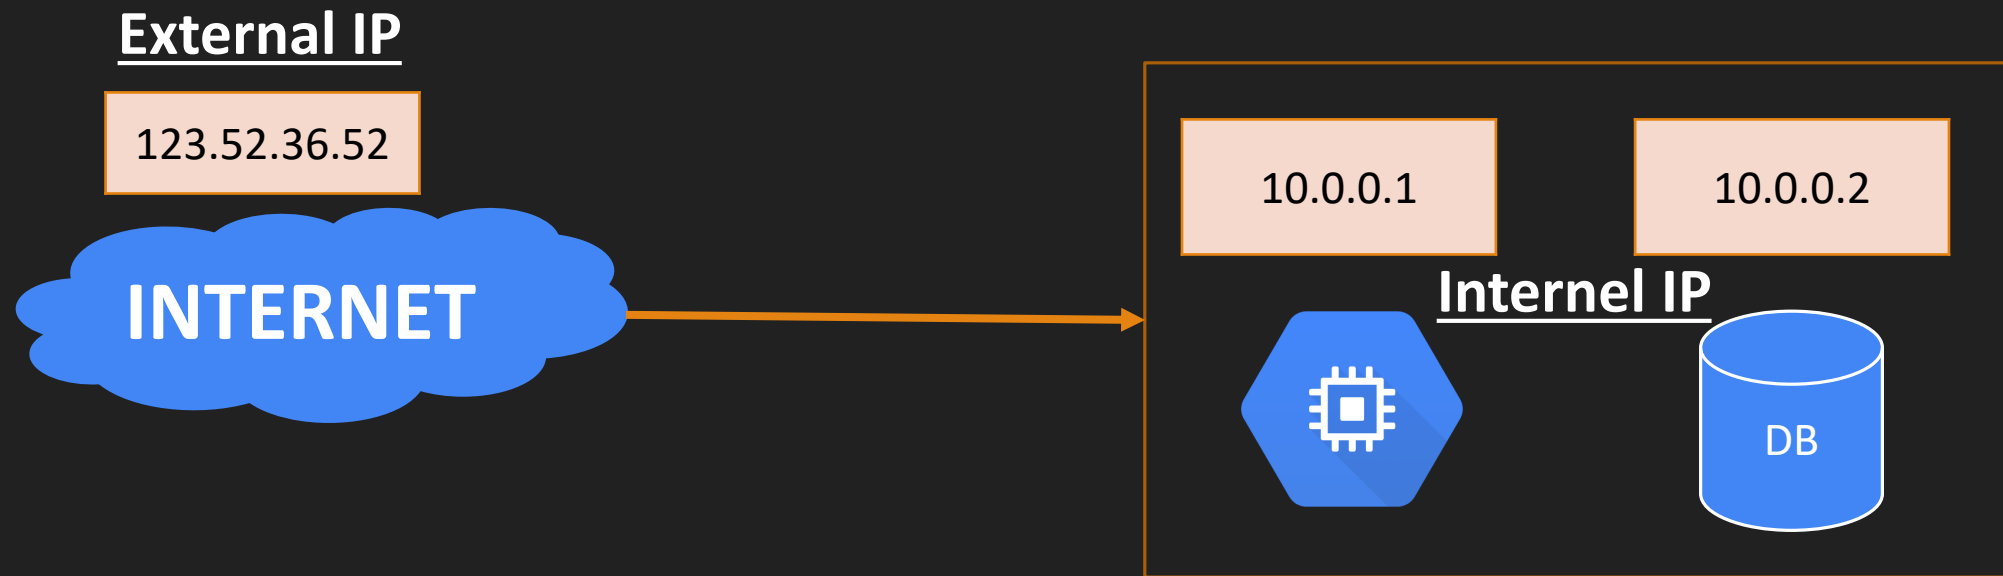 External IP
123.52.36.52
INTERNET
10.0.0.1
10.0.0.2
Internel IP
DB